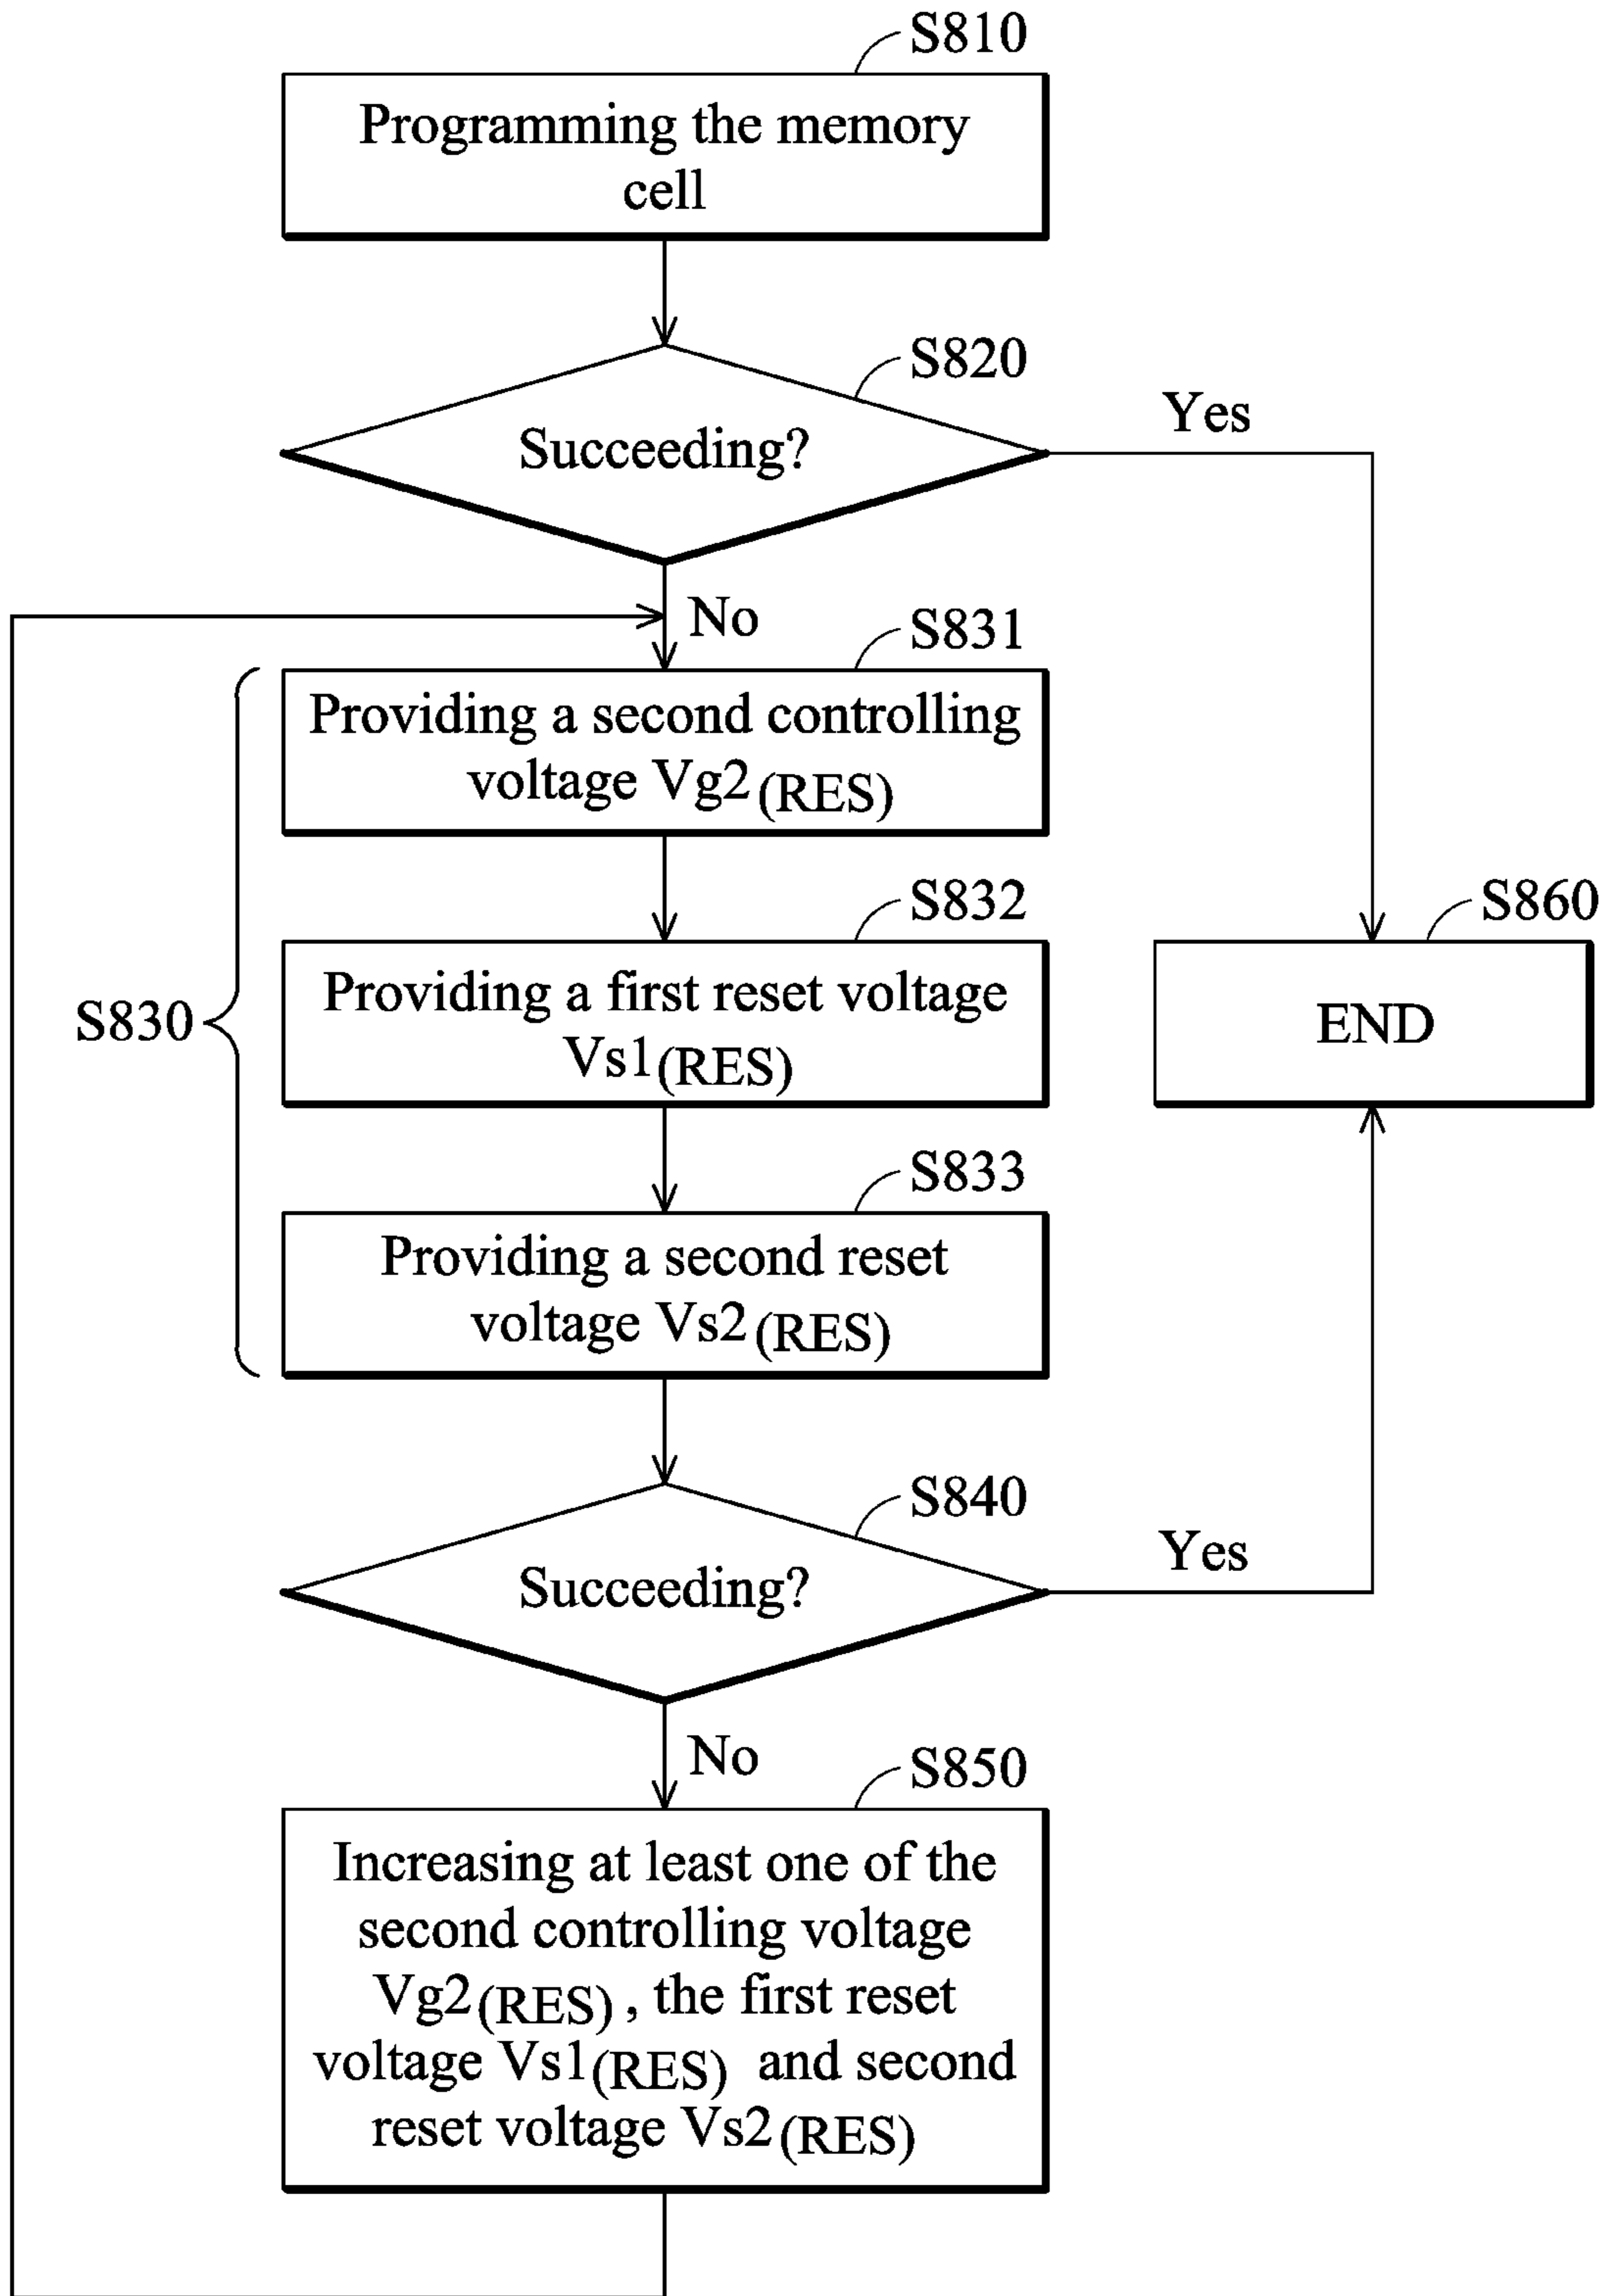 S810
Programming the memory
cell
S820
Succeeding?
Yes
No
S831
Providing a second controlling
voltage Vg2(RES)
S832
Providing a first reset voltage
Vs1(RES)
S830
S860
END
S833
Providing a second reset
voltage Vs2(RES)
S840
Succeeding?
Yes
No
S850
Increasing at least one of the
second controlling voltage
Vg2(RES) , the first reset
voltage Vs1(RES) and second
reset voltage Vs2(RES)